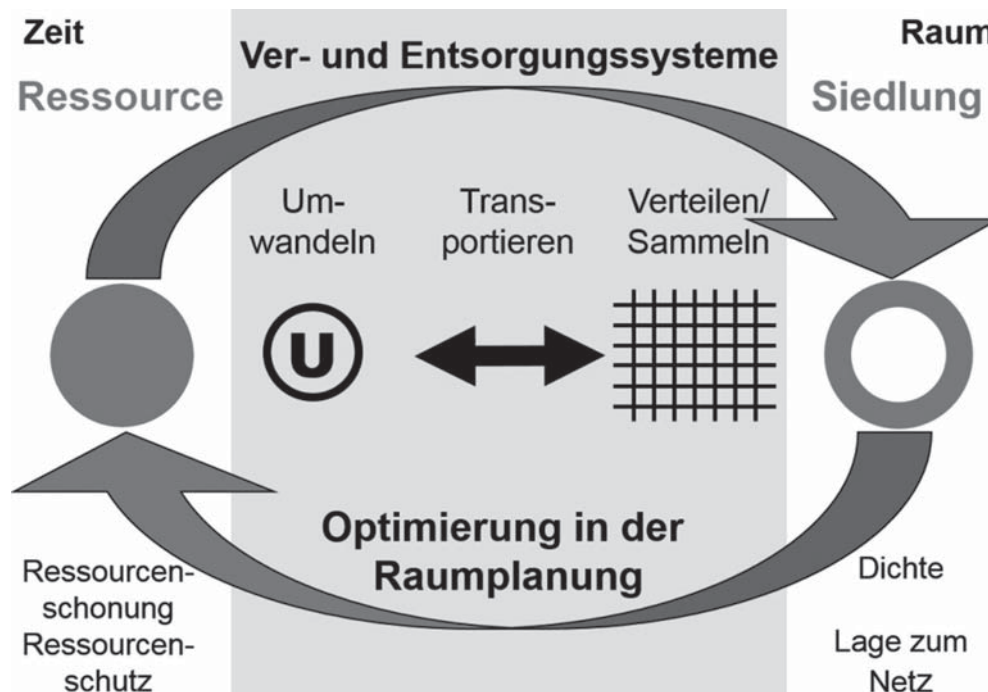 Zeit
Raum
Ver- und Entsorgungssysteme
Ressource
Siedlung
Um-
wandeln
Trans-
portieren
Verteilen/
Sammeln
U
Optimierung in der
Raumplanung
Ressourcen-
schonung
Ressourcen-
schutz
Dichte
Lage zum
Netz